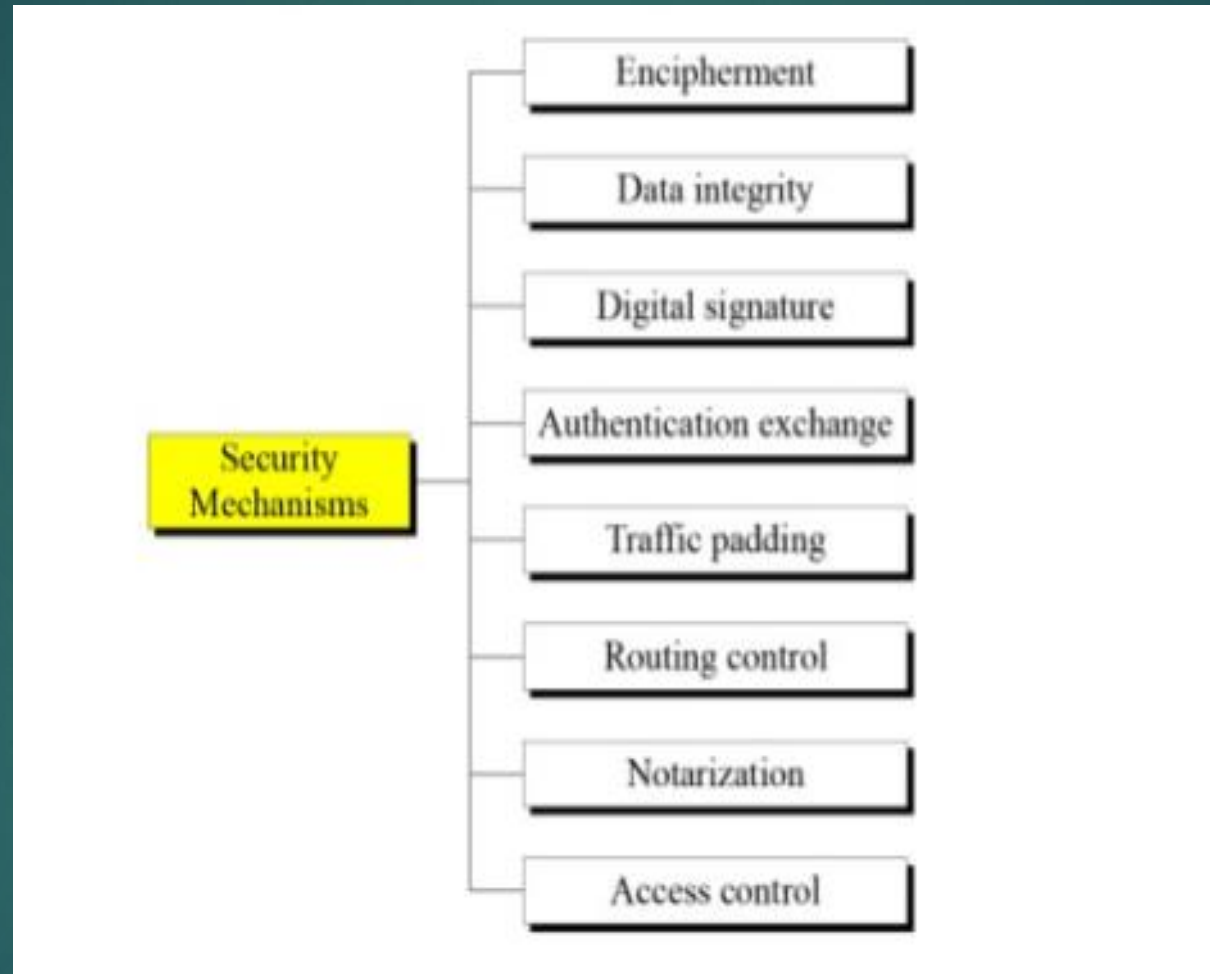 Encipherment
Data integrity
Digital signature
Authentication exchange
Security
Mechanisms
Traffic padding
Routing control
Notarization
Access control